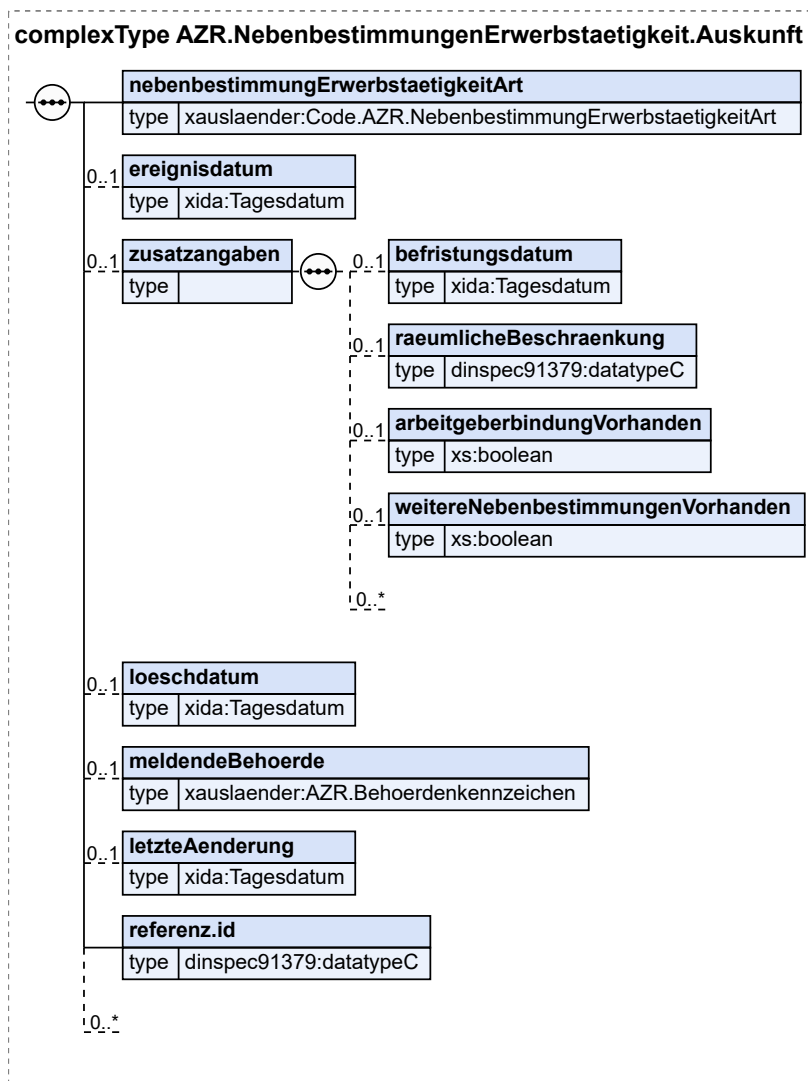 complexType AZR.NebenbestimmungenErwerbstaetigkeit.Auskunft
nebenbestimmungErwerbstaetigkeitArt
type xauslaender:Code.AZR.NebenbestimmungErwerbstaetigkeitArt
0..1 ereignisdatum
type xida:Tagesdatum
0..1 zusatzangaben
type
0..1 befristungsdatum
type xida:Tagesdatum
0..1 raeumlicheBeschraenkung
type dinspec91379:datatypeC
0..1 arbeitgeberbindungVorhanden
type xs:boolean
0..1 weitereNebenbestimmungenVorhanden
type xs:boolean
0..*
0..1 loeschdatum
type xida:Tagesdatum
0..1 meldendeBehoerde
type xauslaender:AZR.Behoerdenkennzeichen
0..1 letzteAenderung
type xida:Tagesdatum
referenz.id
type dinspec91379:datatypeC
0..*